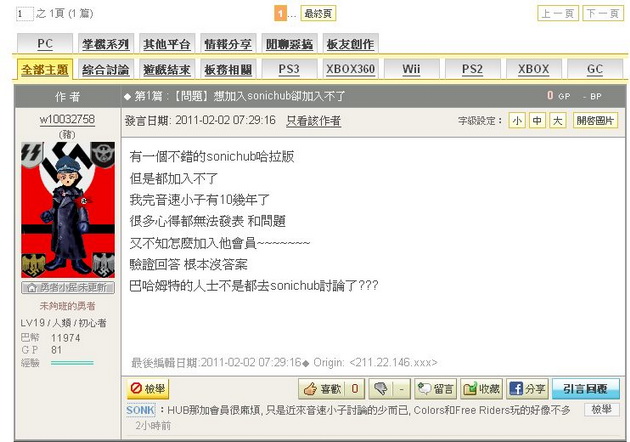 1 之 1頁 (1 篇) 1 ... 最終頁 上一頁 下一頁
PC 掌機系列 其他平台 情報分享 閒聊惡搞 板友創作
全部主題 綜合討論 遊戲結束 板務相關 PS3 XBOX360 Wii PS2 XBOX GC
作者 ◆ 第1篇:【問題】想加入sonichub卻加入不了 0 GP - BP
w10032758
(豬)
發言日期: 2011-02-02 07:29:16 只看該作者 字級設定: 小 中 大 開啟圖片
有一個不錯的sonichub哈拉版
但是都加入不了
我完音速小子有10幾年了
很多心得都無法發表 和問題
又不知怎麼加入他會員~~~~~~~
驗證回答 根本沒答案
巴哈姆特的人士不是都去sonichub討論了???
勇者小屋未更新
未夠班的勇者
LV19 / 人類 / 初心者
巴幣 11974
GP 81
經驗
最後編輯日期:2011-02-02 07:29:16◆ Origin: <211.22.146.xxx>
檢舉 喜歡 0 - 留言 收藏 分享 引言回覆
SONK:HUB那加會員很麻煩, 只是近來音速小子討論的少而已, Colors和Free Riders玩的好像不多 檢舉
2小時前